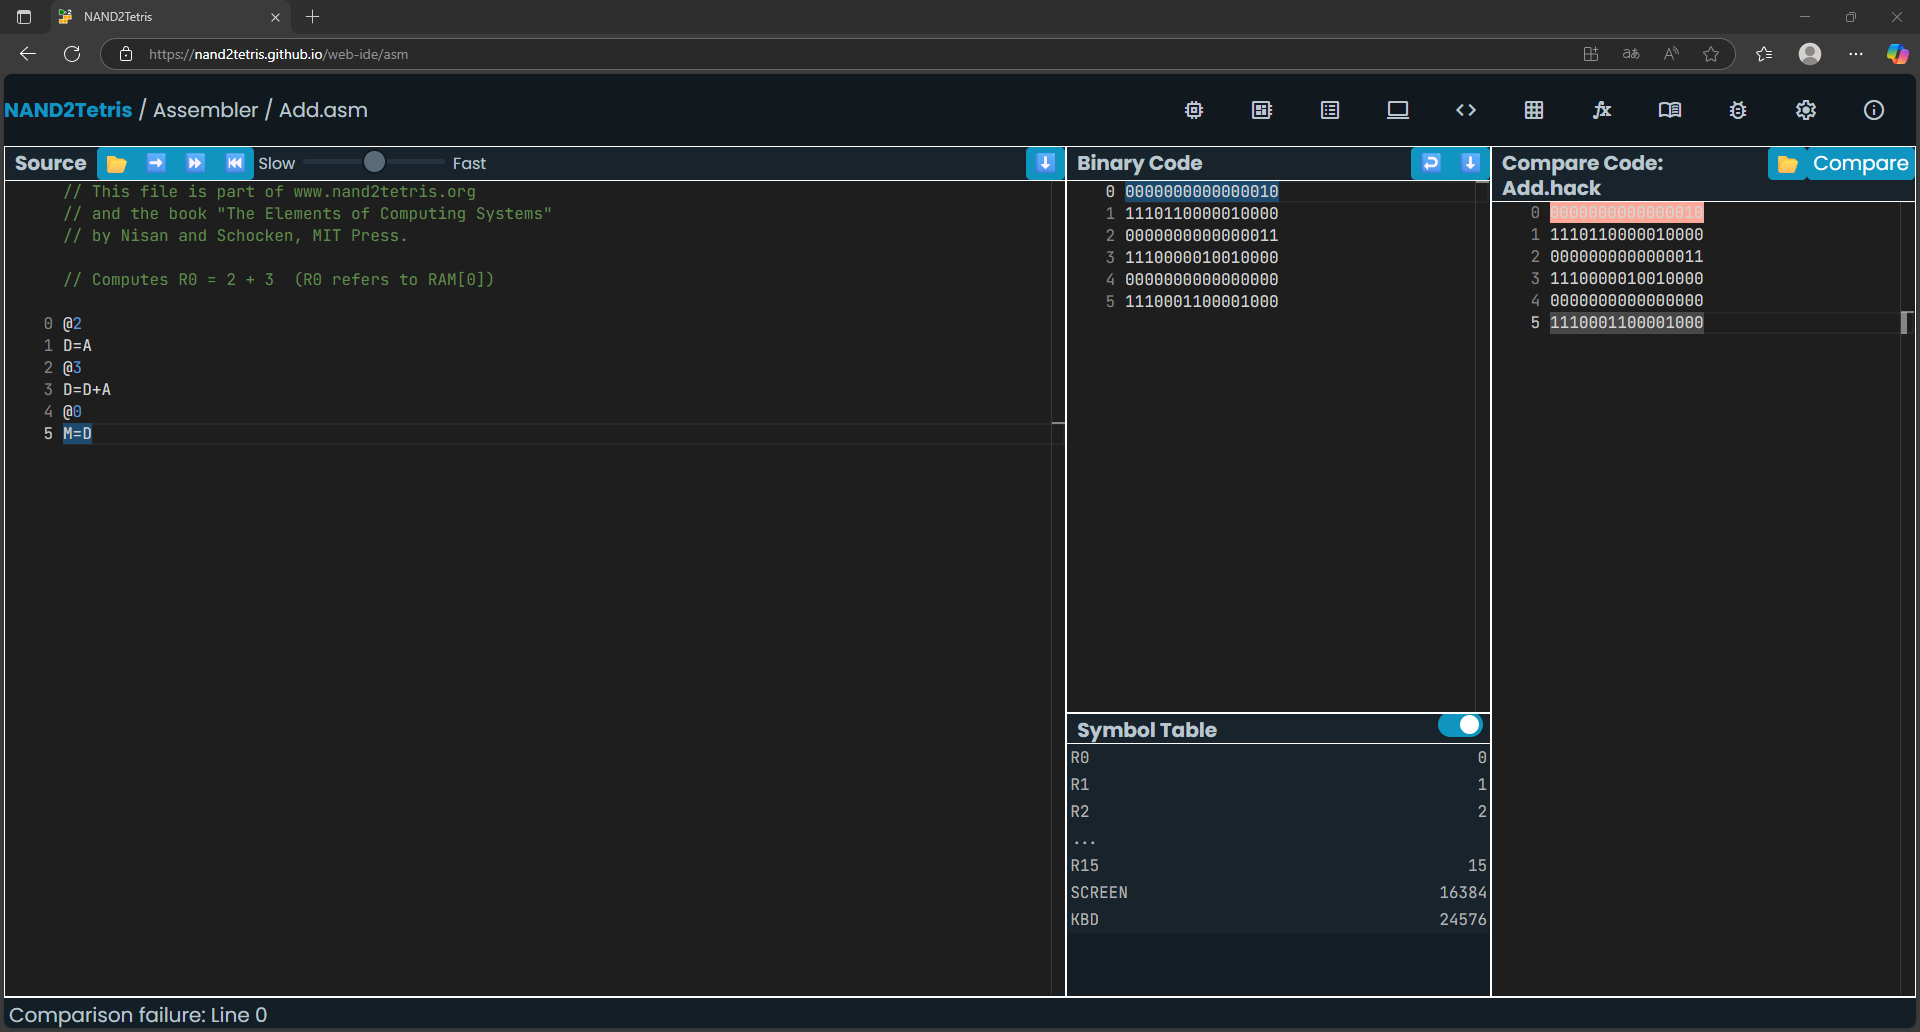 NAND2Tetris
https://nand2tetris.github.io/web-ide/asm
NAND2Tetris / Assembler / Add.asm
Source
Slow
Fast
// This file is part of www.nand2tetris.org
// and the book "The Elements of Computing Systems"
// by Nisan and Schocken, MIT Press.
// Computes R0 = 2 + 3  (R0 refers to RAM[0])
0 @2
1 D=A
2 @3
3 D=D+A
4 @0
5 M=D
Binary Code
0 0000000000000010
1 1110110000010000
2 0000000000000011
3 1110000010010000
4 0000000000000000
5 1110001100001000
Symbol Table
R0 0
R1 1
R2 2
...
R15 15
SCREEN 16384
KBD 24576
Compare Code:
Add.hack
Compare
0 0000000000000010
1 1110110000010000
2 0000000000000011
3 1110000010010000
4 0000000000000000
5 1110001100001000
Comparison failure: Line 0